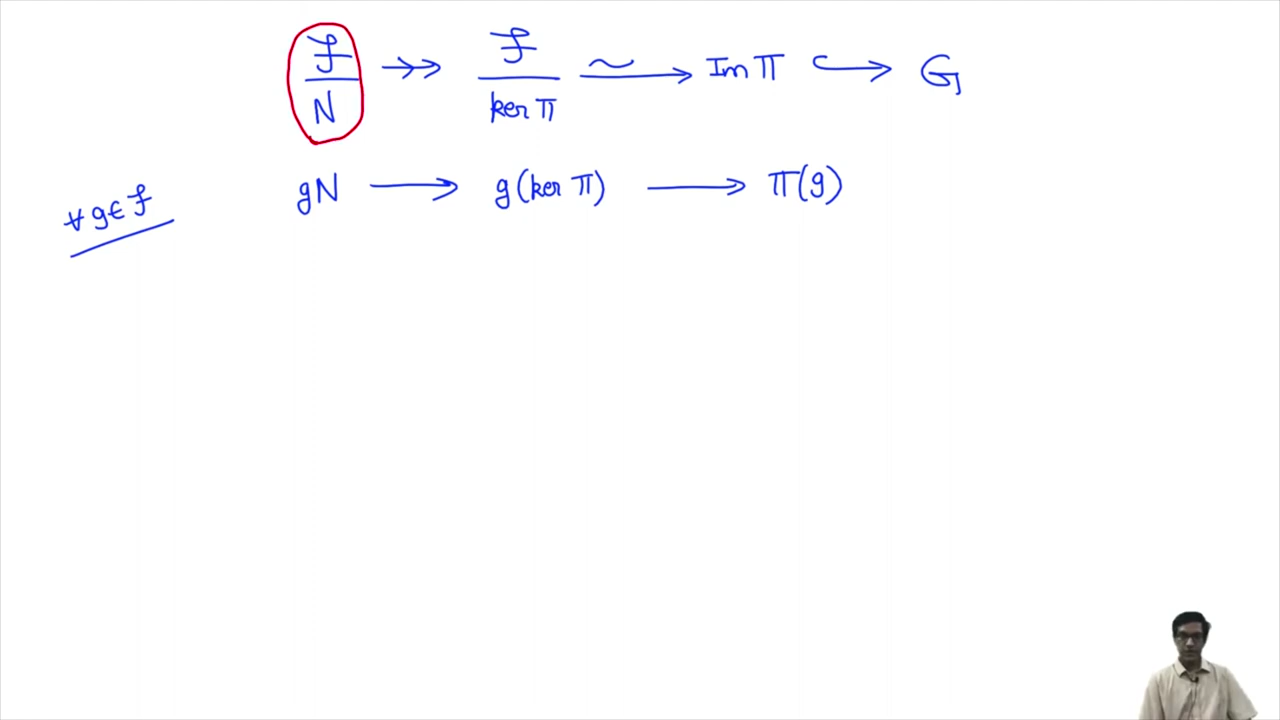 𝓕/N ↠ 𝓕/ker π ⥲ Im π ↪ G
∀ g ∈ 𝓕 gN ⟶ g(ker π) ⟶ π(g)